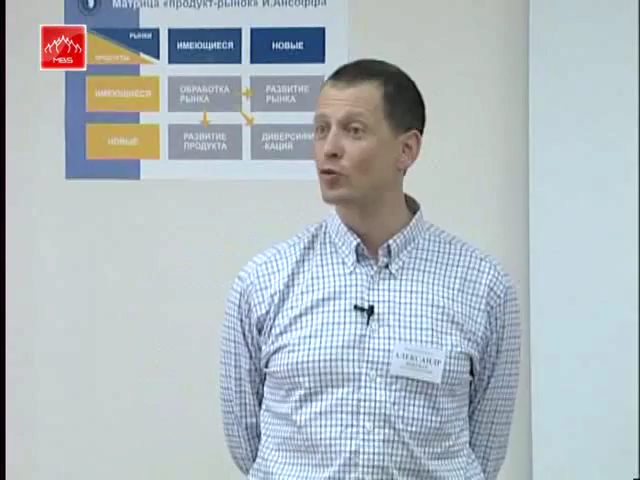 Матрица «продукт-рынок» И.Ансоффа
MBS
РЫНКИ
ПРОДУКТЫ
ИМЕЮЩИЕСЯ
НОВЫЕ
ИМЕЮЩИЕСЯ
ОБРАБОТКА
РЫНКА
РАЗВИТИЕ
РЫНКА
НОВЫЕ
РАЗВИТИЕ
ПРОДУКТА
ДИВЕРСИФИ
-КАЦИЯ
АЛЕКСАНДР